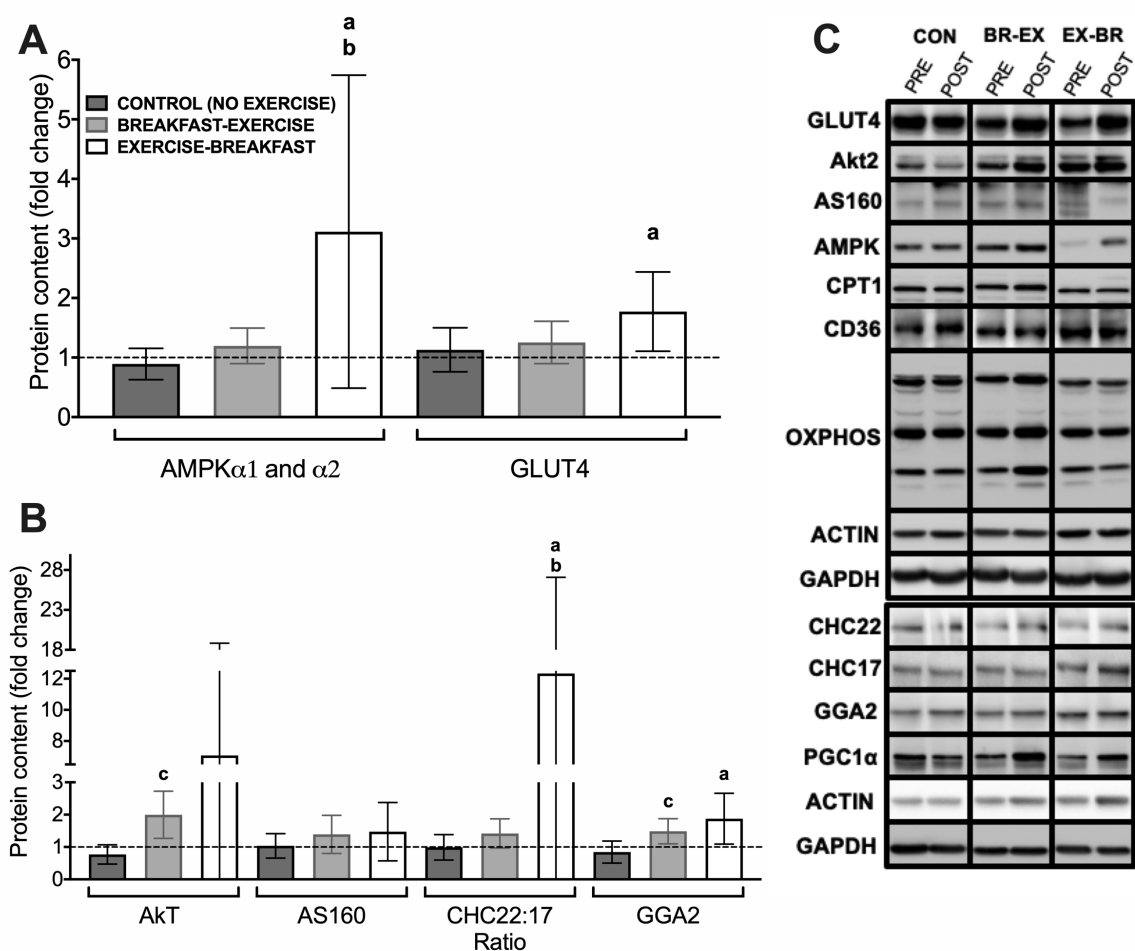 A
a
b
6
5
4
3
2
1
0
Protein content (fold change)
CONTROL (NO EXERCISE)
BREAKFAST-EXERCISE
EXERCISE-BREAKFAST
a
AMPKα1 and α2
GLUT4
B
28
23
18
12
8
4
3
2
1
0
Protein content (fold change)
c
a
b
c
a
AkT
AS160
CHC22:17
Ratio
GGA2
C
CON
BR-EX
EX-BR
PRE
POST
PRE
POST
PRE
POST
GLUT4
Akt2
AS160
AMPK
CPT1
CD36
OXPHOS
ACTIN
GAPDH
CHC22
CHC17
GGA2
PGC1α
ACTIN
GAPDH